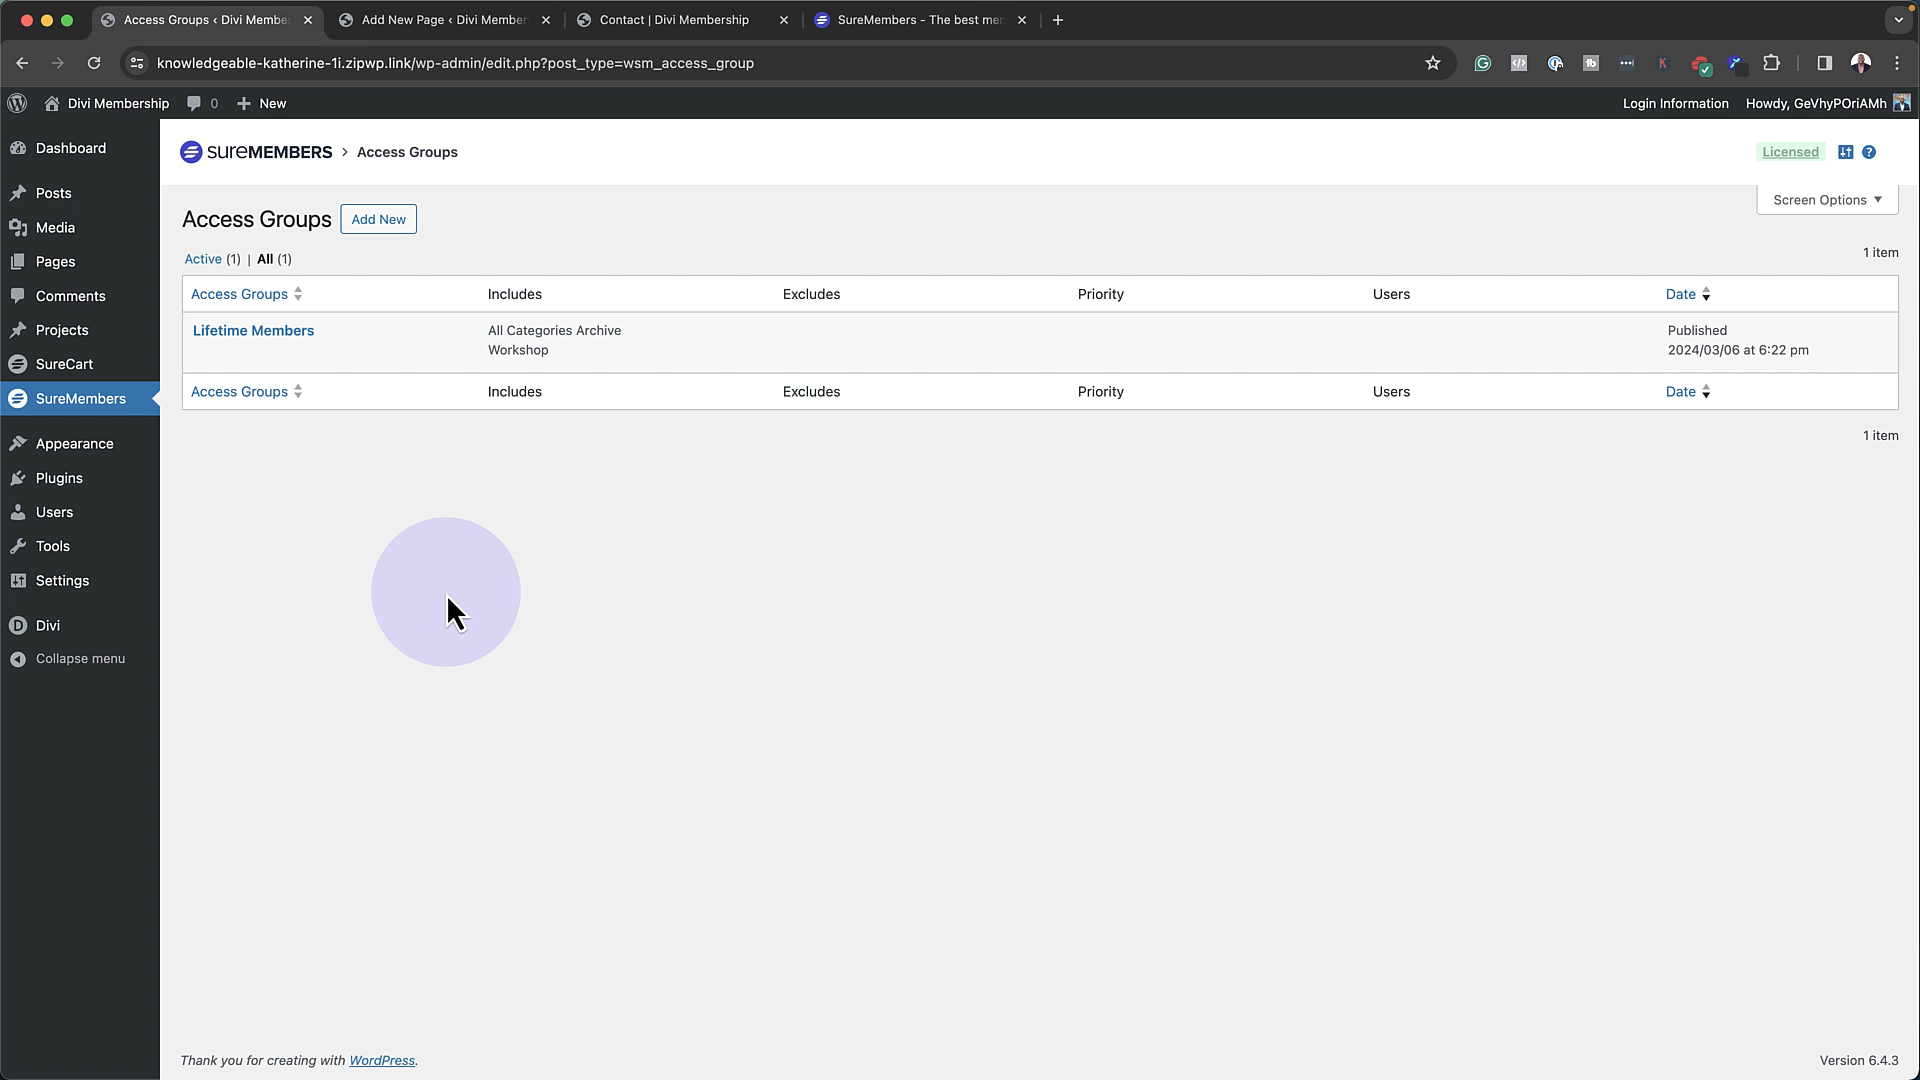 Access Groups ‹ Divi Membe
Add New Page ‹ Divi Member
Contact | Divi Membership
SureMembers - The best mem
knowledgeable-katherine-1i.zipwp.link/wp-admin/edit.php?post_type=wsm_access_group
Divi Membership
0
New
Login Information
Howdy, GeVhyPOriAMh
Dashboard
Posts
Media
Pages
Comments
Projects
SureCart
SureMembers
Appearance
Plugins
Users
Tools
Settings
Divi
Collapse menu
sureMEMBERS › Access Groups
Licensed
Screen Options
Access Groups
Add New
Active (1) | All (1)
1 item
Access Groups Includes Excludes Priority Users Date
Lifetime Members
All Categories Archive
Workshop
Published
2024/03/06 at 6:22 pm
Access Groups Includes Excludes Priority Users Date
1 item
Thank you for creating with WordPress.
Version 6.4.3